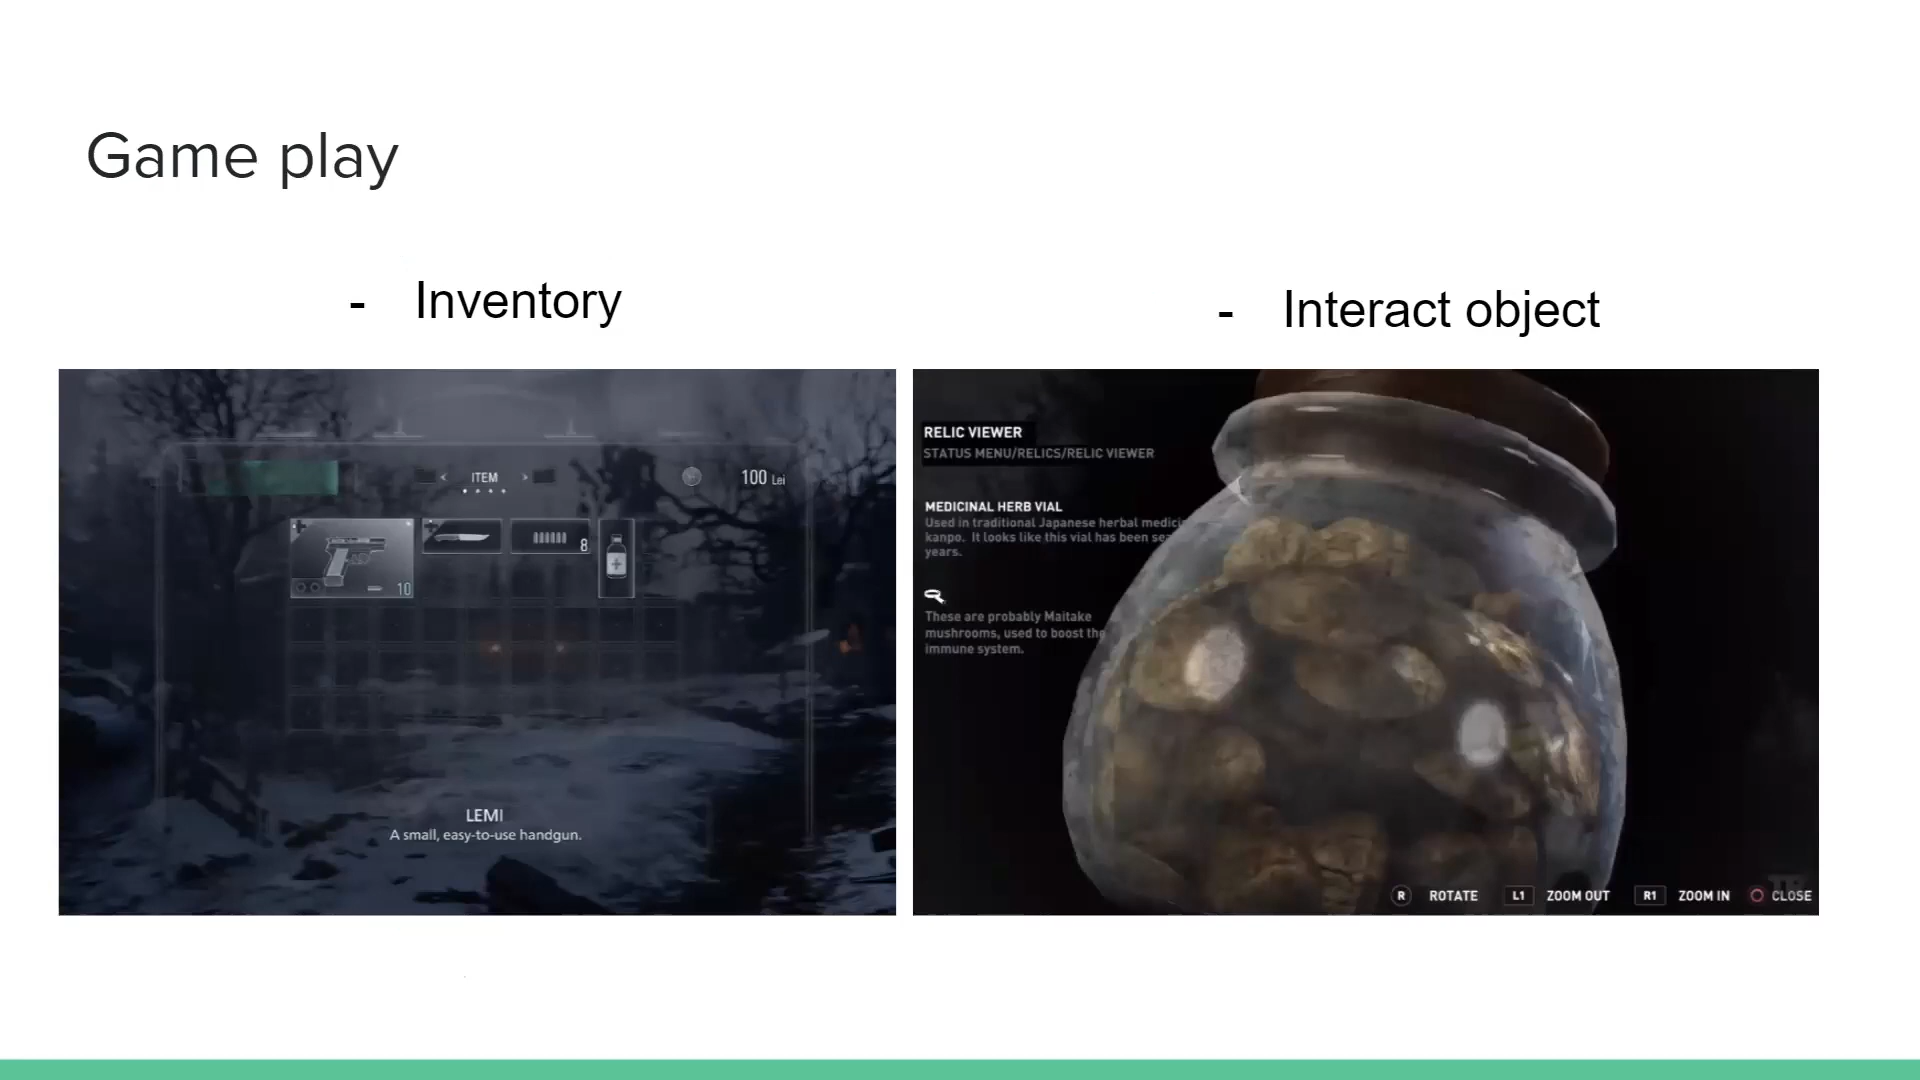 Game play
- Inventory
- Interact object
ITEM
100 Lei
8
10
LEMI
A small, easy-to-use handgun.
RELIC VIEWER
STATUS MENU/RELICS/RELIC VIEWER
MEDICINAL HERB VIAL
Used in traditional Japanese herbal medici
kanpo. It looks like this vial has been sea
years.
These are probably Maitake
mushrooms, used to boost the
immune system.
R ROTATE L1 ZOOM OUT R1 ZOOM IN CLOSE